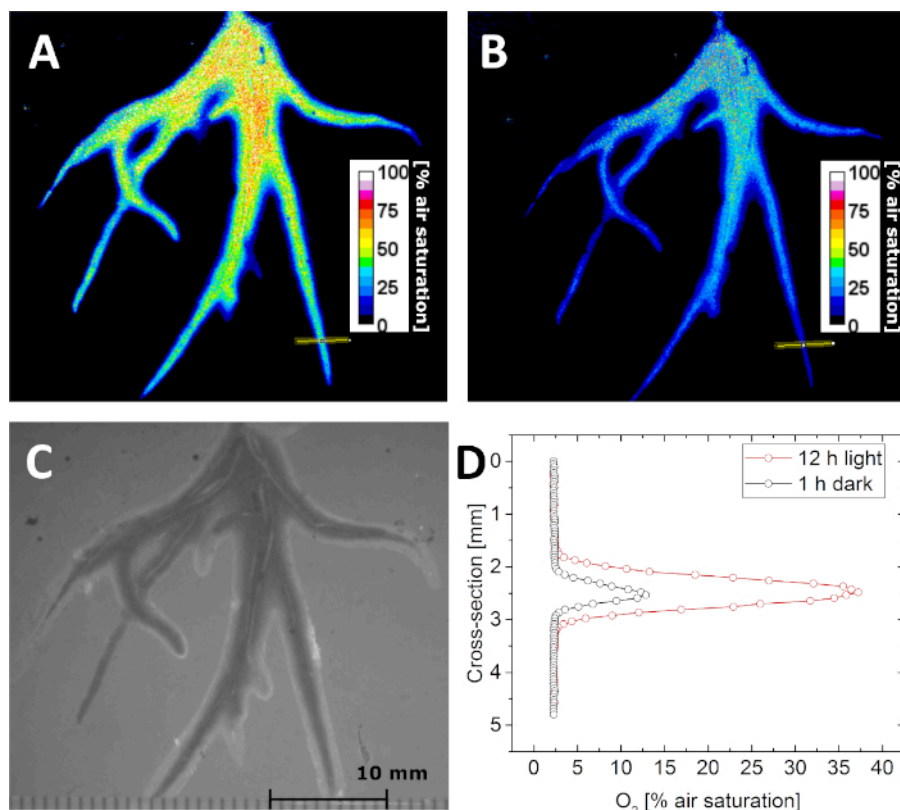 A
100
75
50
25
0
[% air saturation]
B
100
75
50
25
0
[% air saturation]
C
10 mm
D
12 h light
1 h dark
0
1
2
3
4
5
Cross-section [mm]
0 5 10 15 20 25 30 35 40
O₂ [% air saturation]